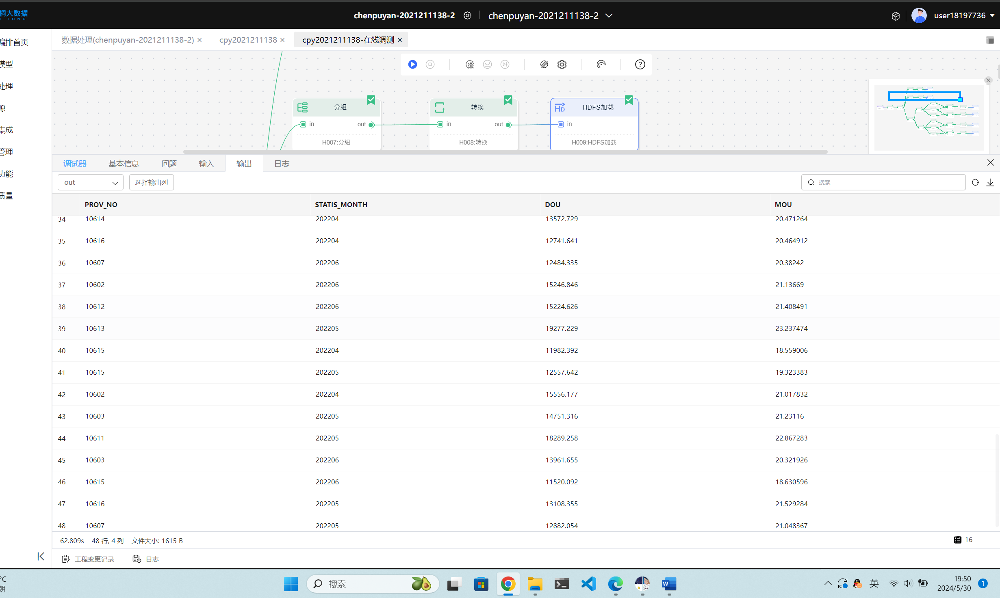 桐大数据
U TONG
chenpuyan-2021211138-2
chenpuyan-2021211138-2
user18197736
编排首页
模型
处理
源
集成
管理
功能
质量
数据处理(chenpuyan-2021211138-2) ×
cpy2021211138 ×
cpy2021211138-在线调测 ×
分组
in
out
H007:分组
转换
in
out
H008:转换
HDFS加载
in
H009:HDFS加载
调试器 基本信息 问题 输入 输出 日志
out
选择输出列
搜索
PROV_NO STATIS_MONTH DOU MOU
34 10614 202204 13572.729 20.471264
35 10616 202204 12741.641 20.464912
36 10607 202206 12484.335 20.38242
37 10602 202206 15246.846 21.13669
38 10612 202206 15224.626 21.408491
39 10613 202205 19277.229 23.237474
40 10615 202204 11982.392 18.559006
41 10615 202205 12557.642 19.323383
42 10602 202204 15556.177 21.017832
43 10603 202205 14751.316 21.23116
44 10611 202205 18289.258 22.867283
45 10603 202206 13961.655 20.321926
46 10615 202206 11520.092 18.630596
47 10616 202205 13108.355 21.529284
48 10607 202205 12882.054 21.048367
62.809s 48 行, 4 列 文件大小: 1615 B
16
工程变更记录 日志
°C
朗
搜索
英
19:50
2024/5/30
1